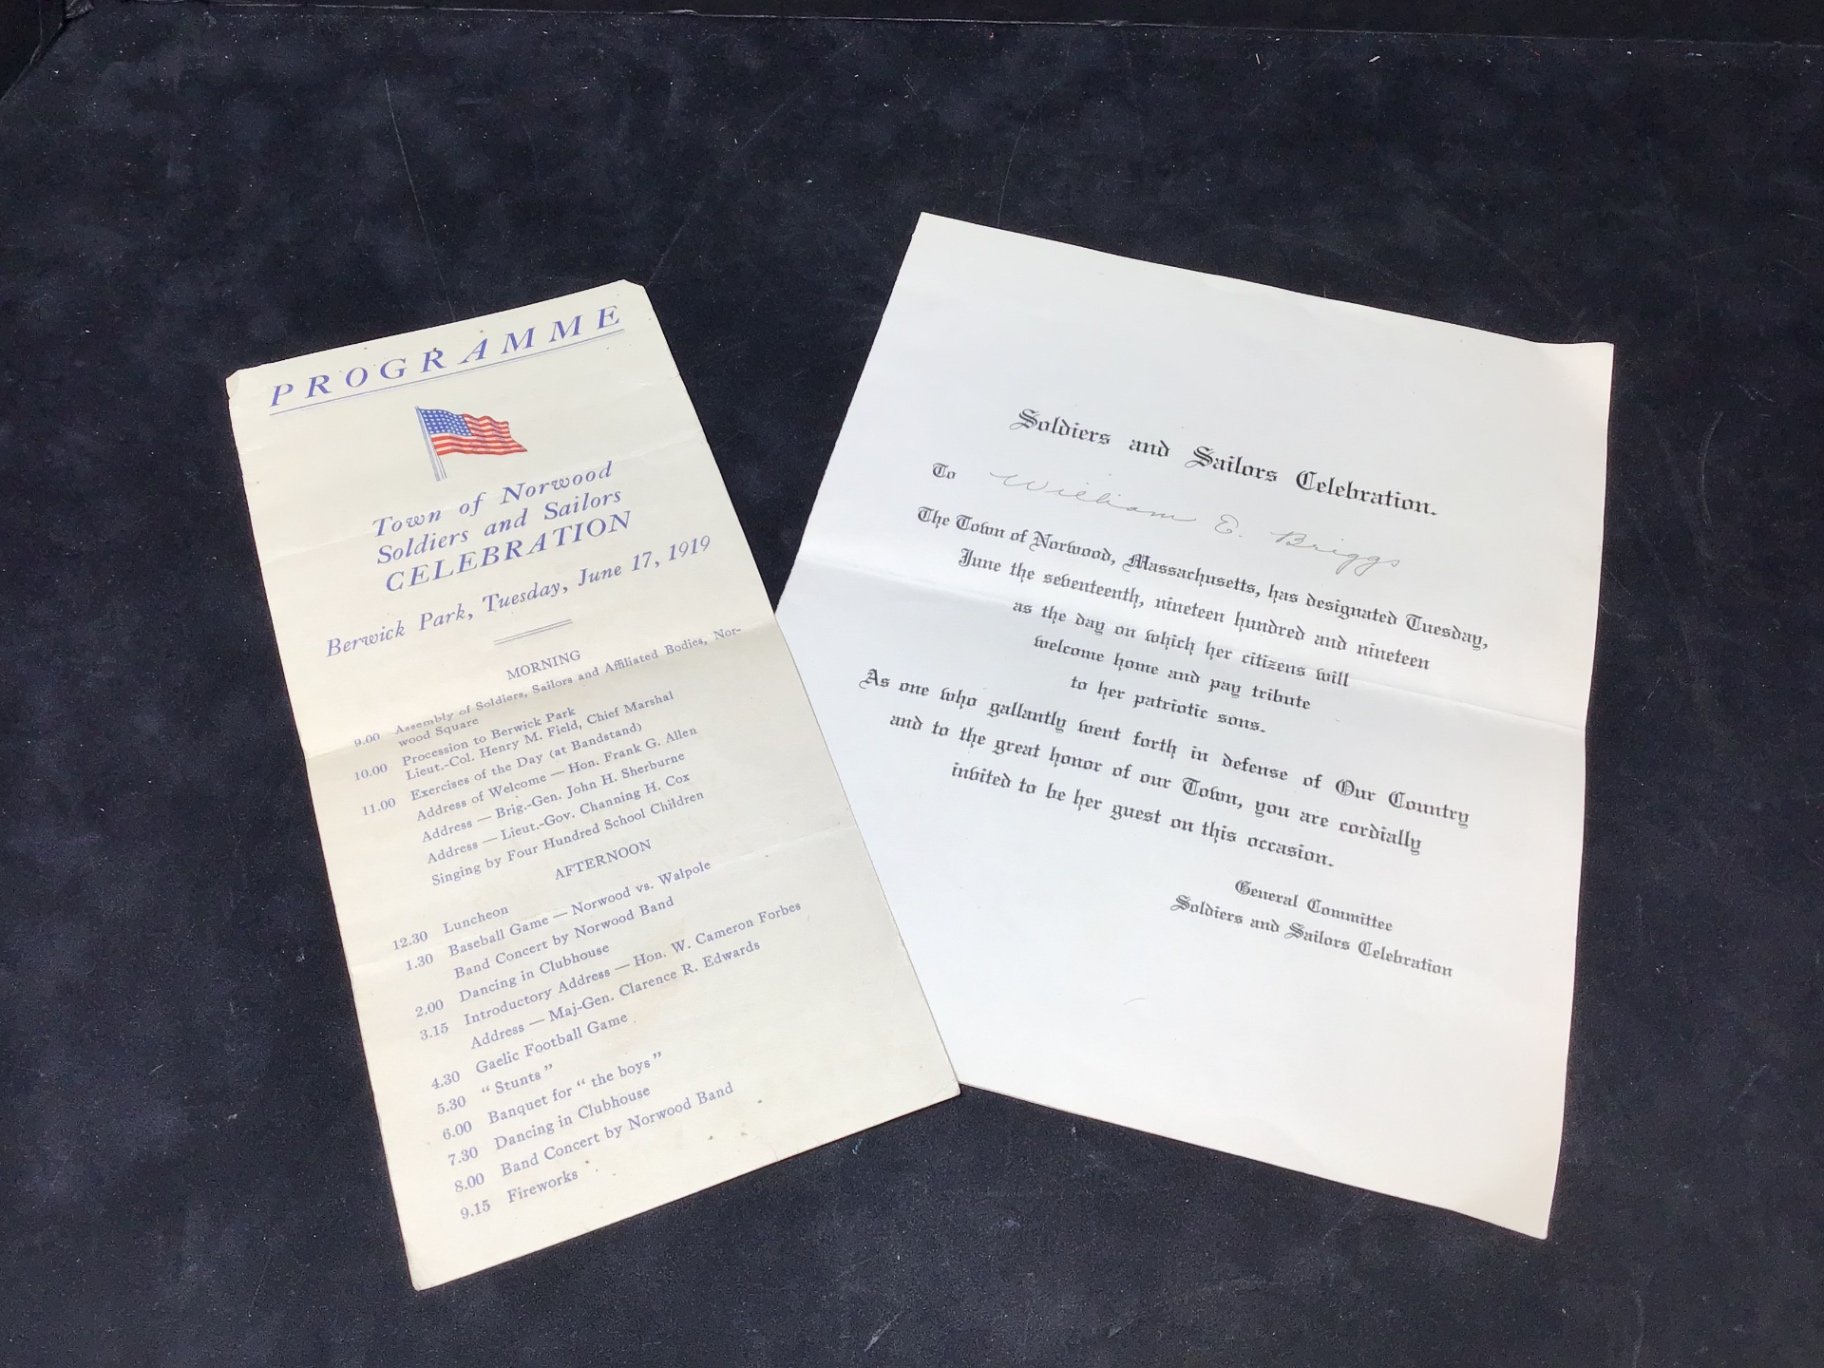 PROGRAMME
Town of Norwood
Soldiers and Sailors
CELEBRATION
Berwick Park, Tuesday, June 17, 1919
MORNING
9.00 Assembly of Soldiers, Sailors and Affiliated Bodies, Nor-
wood Square
10.00 Procession to Berwick Park
Lieut.-Col. Henry M. Field, Chief Marshal
11.00 Exercises of the Day (at Bandstand)
Address of Welcome — Hon. Frank G. Allen
Address — Brig.-Gen. John H. Sherburne
Address — Lieut.-Gov. Channing H. Cox
Singing by Four Hundred School Children
AFTERNOON
12.30 Luncheon
1.30 Baseball Game — Norwood vs. Walpole
Band Concert by Norwood Band
2.00 Dancing in Clubhouse
3.15 Introductory Address — Hon. W. Cameron Forbes
Address — Maj-Gen. Clarence R. Edwards
4.30 Gaelic Football Game
5.30 “ Stunts ”
6.00 Banquet for “ the boys ”
7.30 Dancing in Clubhouse
8.00 Band Concert by Norwood Band
9.15 Fireworks
Soldiers and Sailors Celebration.
To William E. Briggs
The Town of Norwood, Massachusetts, has designated Tuesday,
June the seventeenth, nineteen hundred and nineteen
as the day on which her citizens will
welcome home and pay tribute
to her patriotic sons.
As one who gallantly went forth in defense of Our Country
and to the great honor of our Town, you are cordially
invited to be her guest on this occasion.
General Committee
Soldiers and Sailors Celebration